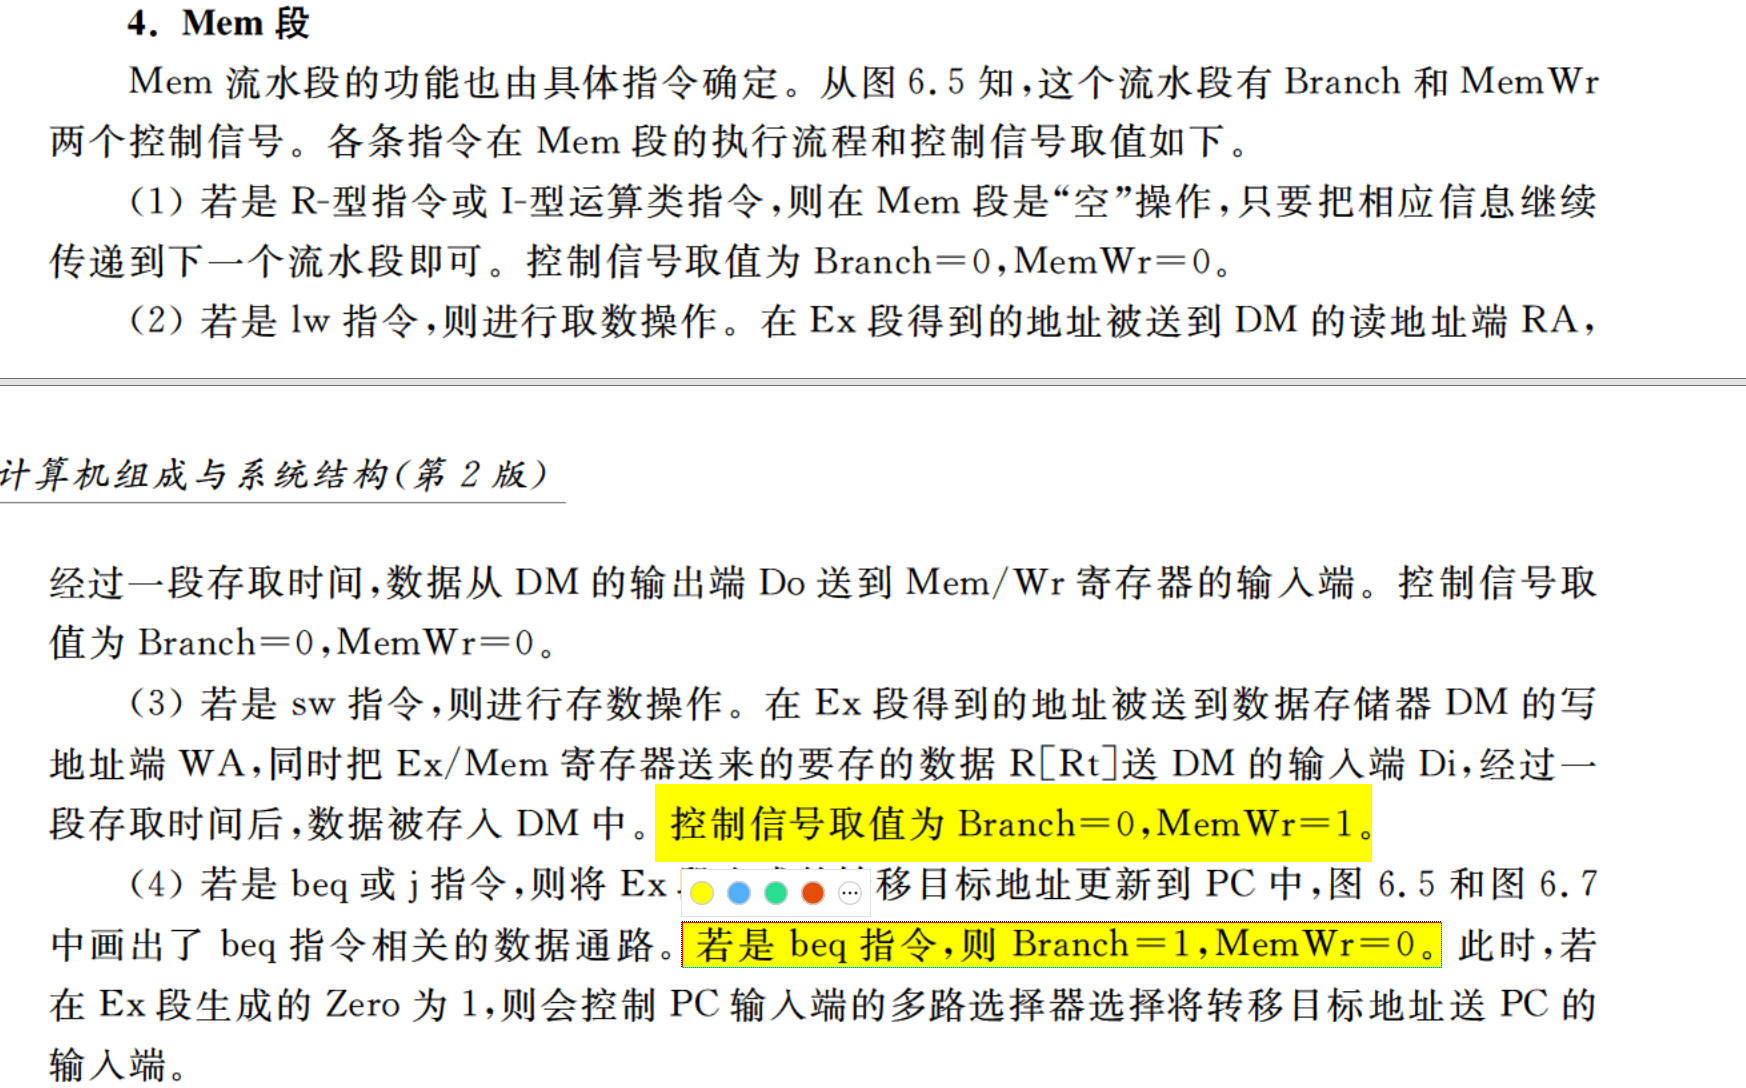 4. Mem 段
Mem 流水段的功能也由具体指令确定。从图 6.5 知,这个流水段有 Branch 和 MemWr
两个控制信号。各条指令在 Mem 段的执行流程和控制信号取值如下。
(1) 若是 R-型指令或 I-型运算类指令,则在 Mem 段是“空”操作,只要把相应信息继续
传递到下一个流水段即可。控制信号取值为 Branch=0,MemWr=0。
(2) 若是 lw 指令,则进行取数操作。在 Ex 段得到的地址被送到 DM 的读地址端 RA,
计算机组成与系统结构(第 2 版)
经过一段存取时间,数据从 DM 的输出端 Do 送到 Mem/Wr 寄存器的输入端。控制信号取
值为 Branch=0,MemWr=0。
(3) 若是 sw 指令,则进行存数操作。在 Ex 段得到的地址被送到数据存储器 DM 的写
地址端 WA,同时把 Ex/Mem 寄存器送来的要存的数据 R[Rt]送 DM 的输入端 Di,经过一
段存取时间后,数据被存入 DM 中。控制信号取值为 Branch=0,MemWr=1。
(4) 若是 beq 或 j 指令,则将 Ex 移目标地址更新到 PC 中,图 6.5 和图 6.7
中画出了 beq 指令相关的数据通路。若是 beq 指令,则 Branch=1,MemWr=0。此时,若
在 Ex 段生成的 Zero 为 1,则会控制 PC 输入端的多路选择器选择将转移目标地址送 PC 的
输入端。